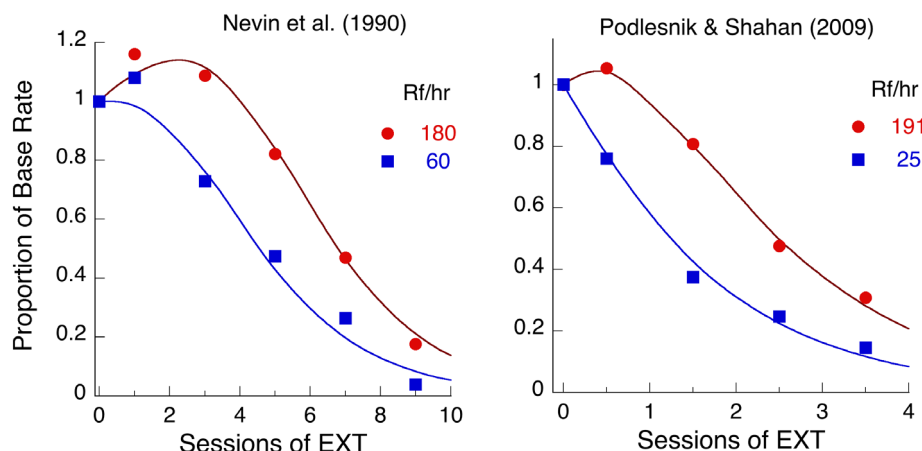 Nevin et al. (1990)
1.2
1
0.8
0.6
0.4
0.2
0
Proportion of Base Rate
Rf/hr
180
60
0 2 4 6 8 10
Sessions of EXT
Podlesnik & Shahan (2009)
1
0.8
0.6
0.4
0.2
0
Rf/hr
191
25
0 1 2 3 4
Sessions of EXT